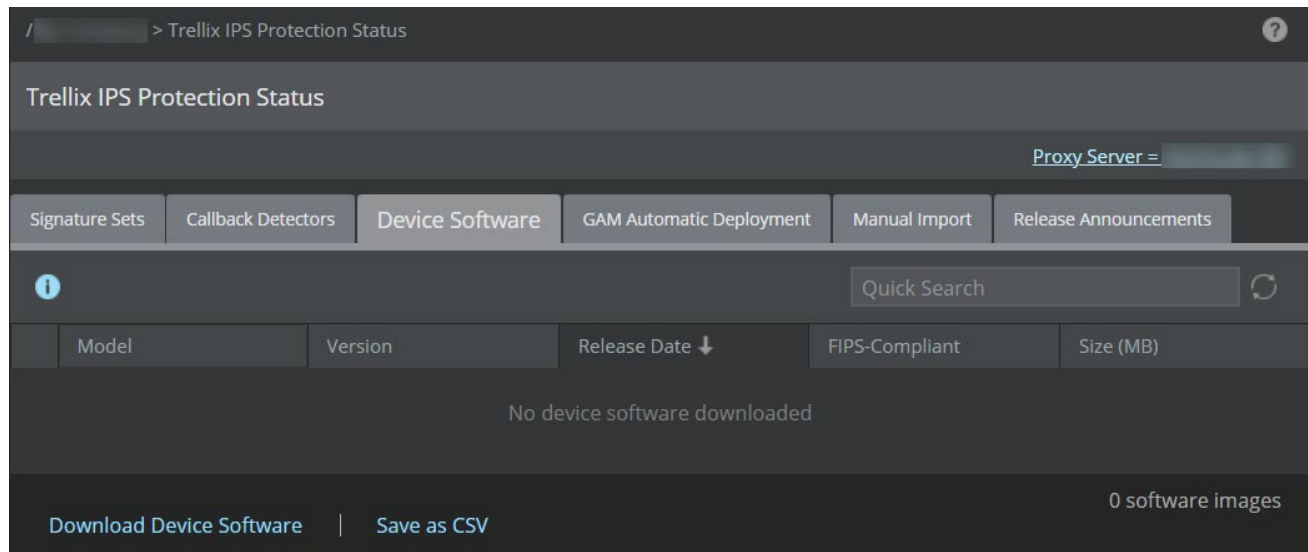 / > Trellix IPS Protection Status
?
Trellix IPS Protection Status
Proxy Server =
Signature Sets Callback Detectors Device Software GAM Automatic Deployment Manual Import Release Announcements
i Quick Search
Model Version Release Date ↓ FIPS-Compliant Size (MB)
No device software downloaded
0 software images
Download Device Software | Save as CSV